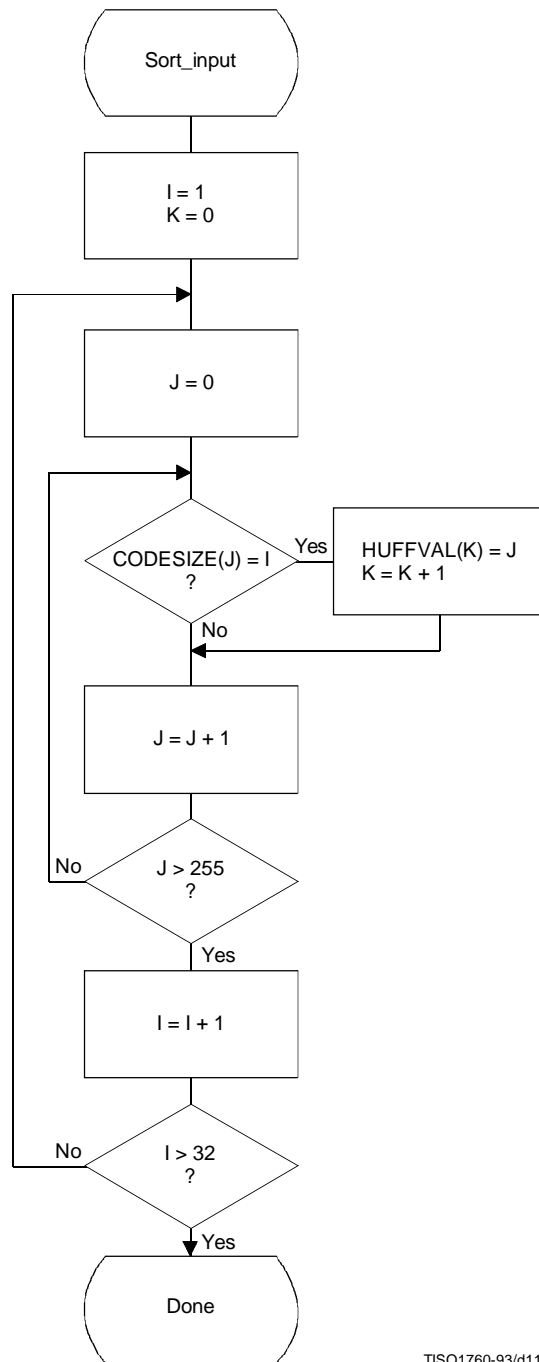 Sort_input
I = 1
K = 0
J = 0
CODESIZE(J) = I
?
Yes
HUFFVAL(K) = J
K = K + 1
No
J = J + 1
No
J > 255
?
Yes
I = I + 1
No
I > 32
?
Yes
Done
TISO1760-93/d11